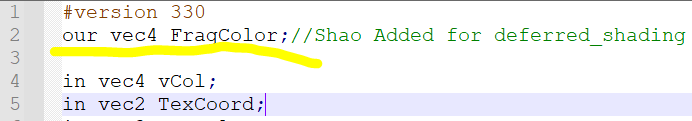 1 #version 330
2 our vec4 FragColor;//Shao Added for deferred_shading
3
4 in vec4 vCol;
5 in vec2 TexCoord;